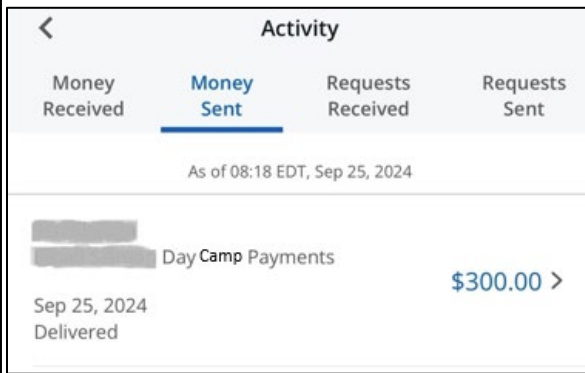 Activity
Money Received
Money Sent
Requests Received
Requests Sent
As of 08:18 EDT, Sep 25, 2024
Day Camp Payments
$300.00
Sep 25, 2024
Delivered